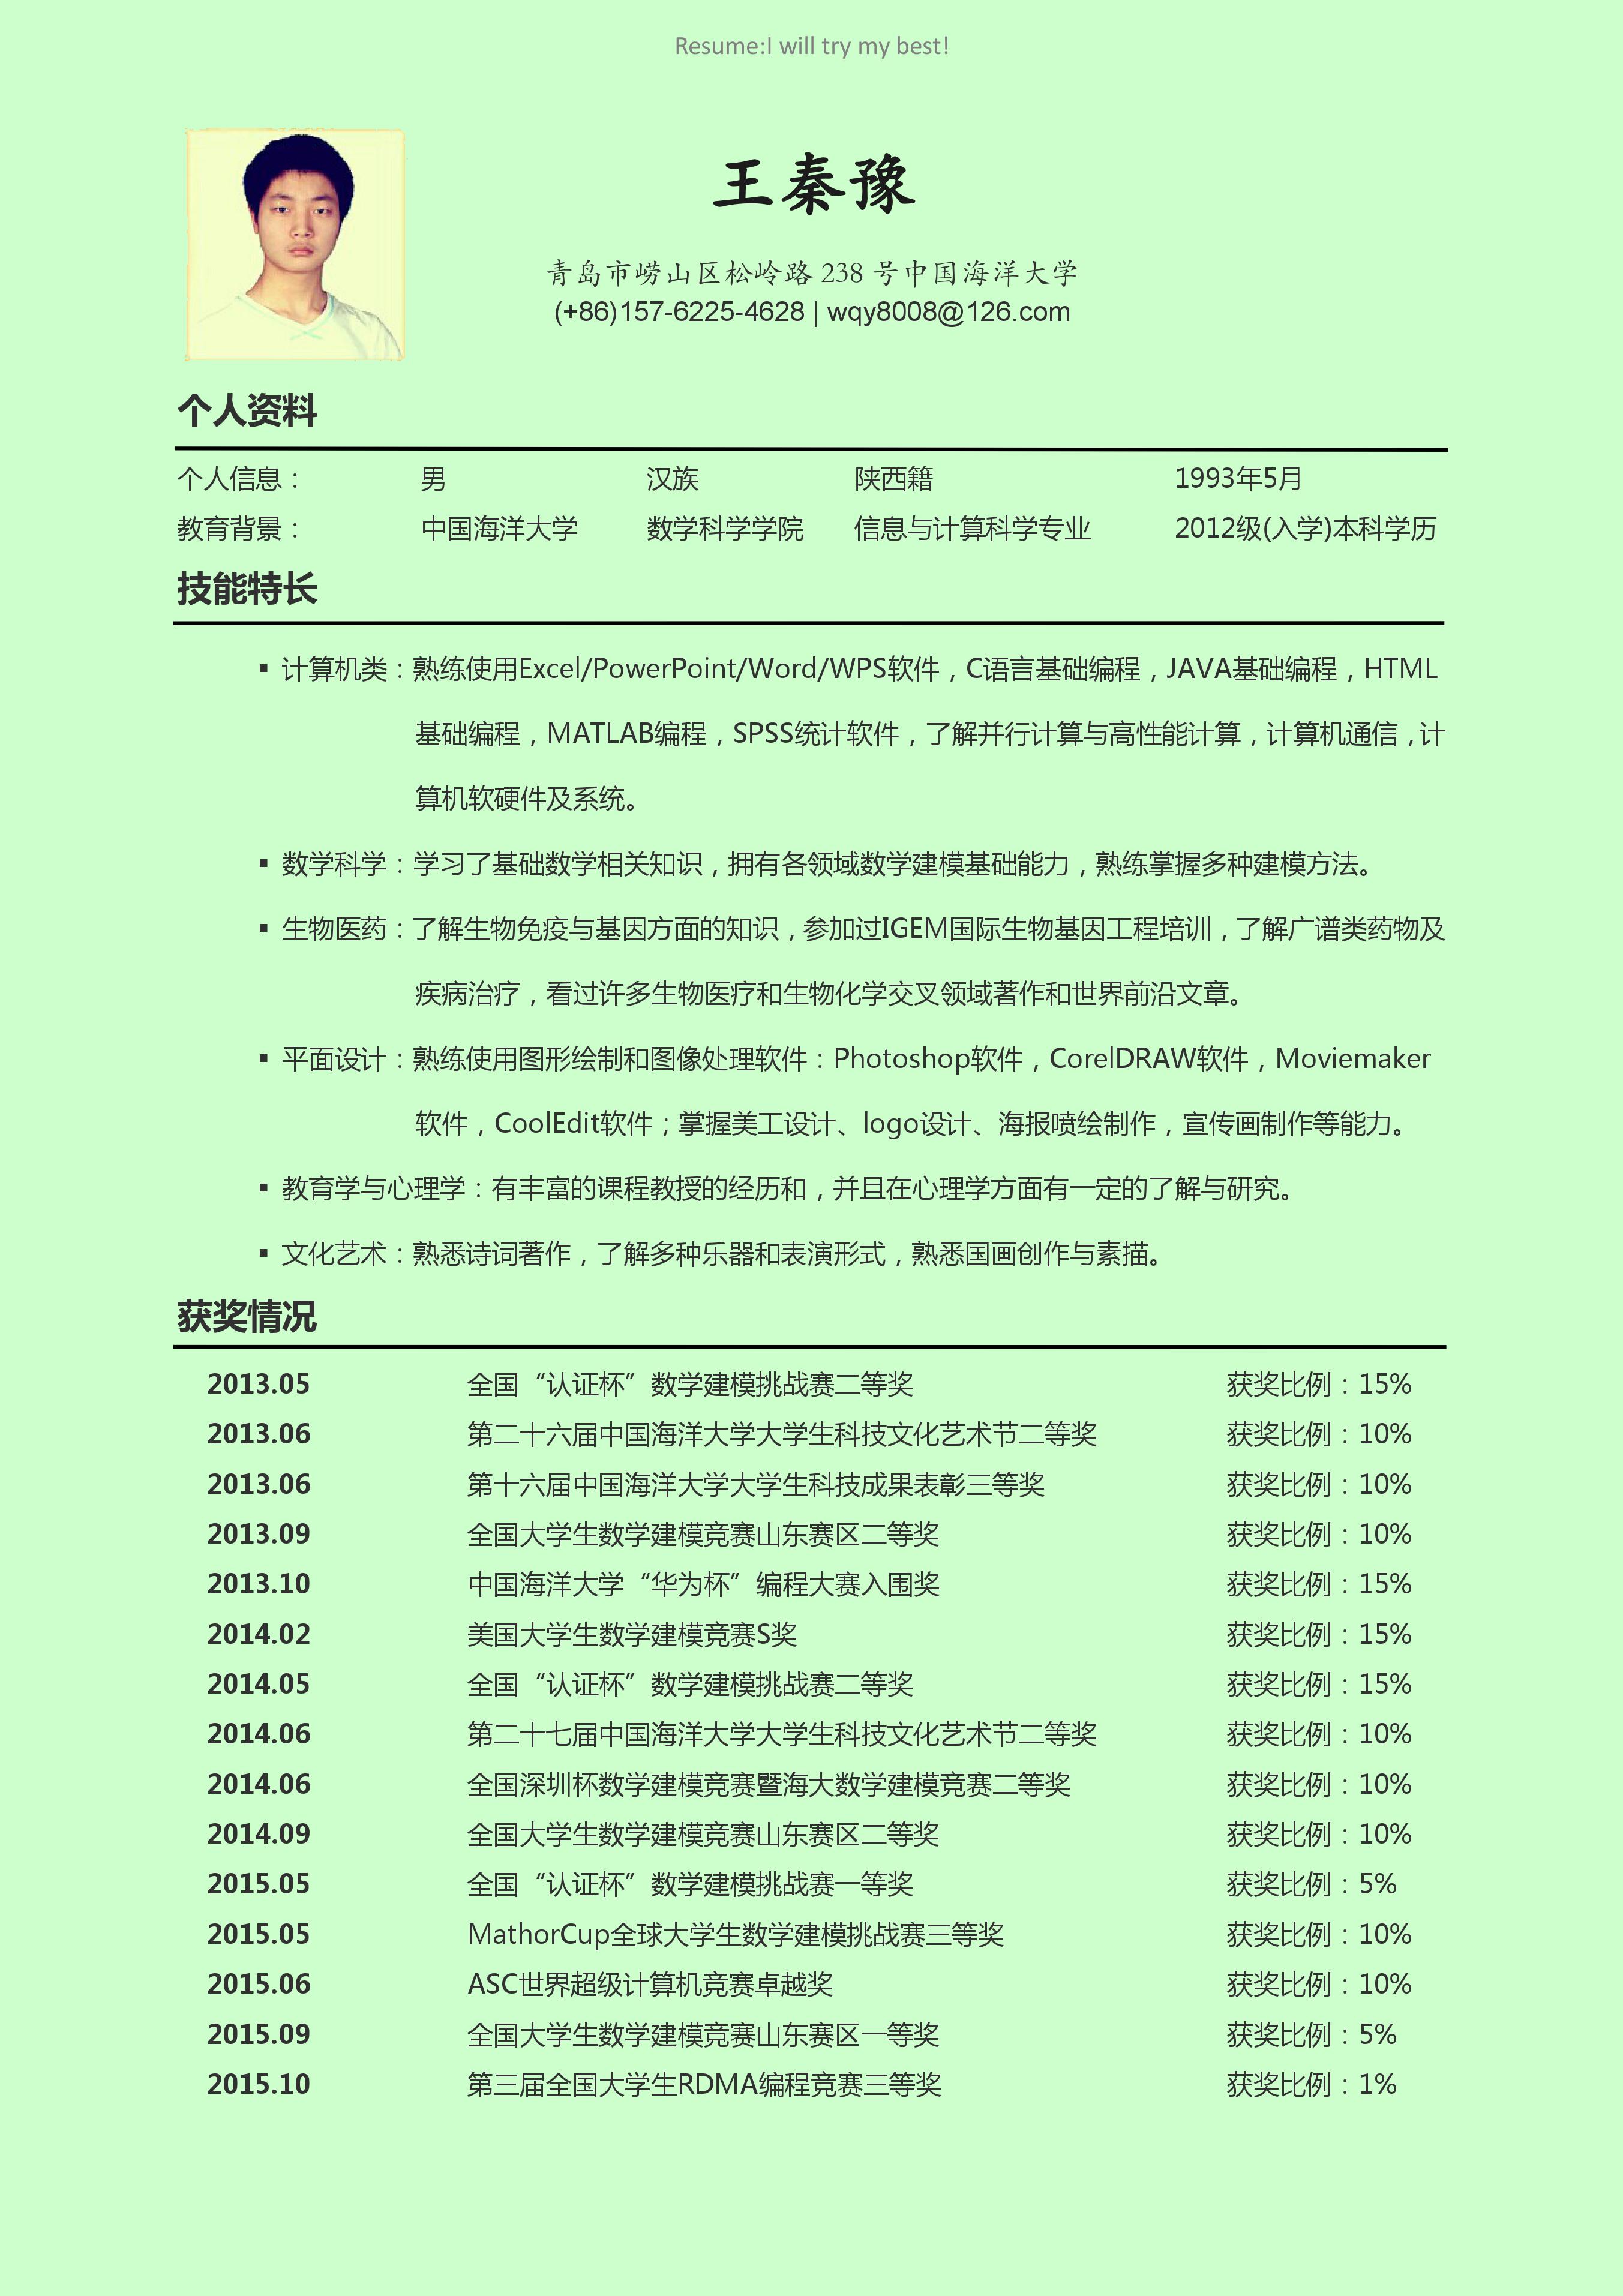 Resume:I will try my best!
王秦豫
青岛市崂山区松岭路 238 号中国海洋大学
(+86)157-6225-4628 | wqy8008@126.com
个人资料
个人信息： 男 汉族 陕西籍 1993年5月
教育背景： 中国海洋大学 数学科学学院 信息与计算科学专业 2012级(入学)本科学历
技能特长
▪ 计算机类：熟练使用Excel/PowerPoint/Word/WPS软件，C语言基础编程，JAVA基础编程，HTML
基础编程，MATLAB编程，SPSS统计软件，了解并行计算与高性能计算，计算机通信，计
算机软硬件及系统。
▪ 数学科学：学习了基础数学相关知识，拥有各领域数学建模基础能力，熟练掌握多种建模方法。
▪ 生物医药：了解生物免疫与基因方面的知识，参加过IGEM国际生物基因工程培训，了解广谱类药物及
疾病治疗，看过许多生物医疗和生物化学交叉领域著作和世界前沿文章。
▪ 平面设计：熟练使用图形绘制和图像处理软件：Photoshop软件，CorelDRAW软件，Moviemaker
软件，CoolEdit软件；掌握美工设计、logo设计、海报喷绘制作，宣传画制作等能力。
▪ 教育学与心理学：有丰富的课程教授的经历和，并且在心理学方面有一定的了解与研究。
▪ 文化艺术：熟悉诗词著作，了解多种乐器和表演形式，熟悉国画创作与素描。
获奖情况
2013.05 全国“认证杯”数学建模挑战赛二等奖 获奖比例：15%
2013.06 第二十六届中国海洋大学大学生科技文化艺术节二等奖 获奖比例：10%
2013.06 第十六届中国海洋大学大学生科技成果表彰三等奖 获奖比例：10%
2013.09 全国大学生数学建模竞赛山东赛区二等奖 获奖比例：10%
2013.10 中国海洋大学“华为杯”编程大赛入围奖 获奖比例：15%
2014.02 美国大学生数学建模竞赛S奖 获奖比例：15%
2014.05 全国“认证杯”数学建模挑战赛二等奖 获奖比例：15%
2014.06 第二十七届中国海洋大学大学生科技文化艺术节二等奖 获奖比例：10%
2014.06 全国深圳杯数学建模竞赛暨海大数学建模竞赛二等奖 获奖比例：10%
2014.09 全国大学生数学建模竞赛山东赛区二等奖 获奖比例：10%
2015.05 全国“认证杯”数学建模挑战赛一等奖 获奖比例：5%
2015.05 MathorCup全球大学生数学建模挑战赛三等奖 获奖比例：10%
2015.06 ASC世界超级计算机竞赛卓越奖 获奖比例：10%
2015.09 全国大学生数学建模竞赛山东赛区一等奖 获奖比例：5%
2015.10 第三届全国大学生RDMA编程竞赛三等奖 获奖比例：1%